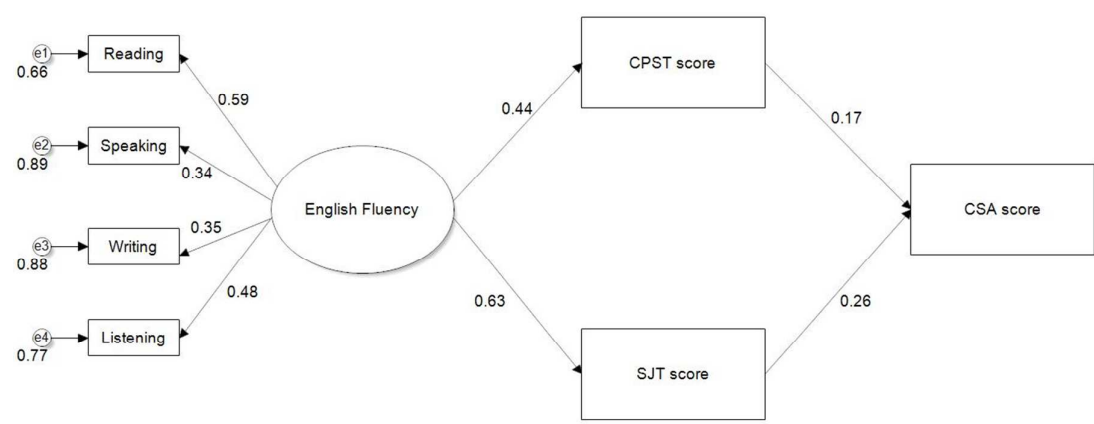 e1
0.66
Reading
0.59
e2
0.89
Speaking
0.34
e3
0.88
Writing
0.35
e4
0.77
Listening
0.48
English Fluency
0.44
0.63
CPST score
SJT score
0.17
0.26
CSA score